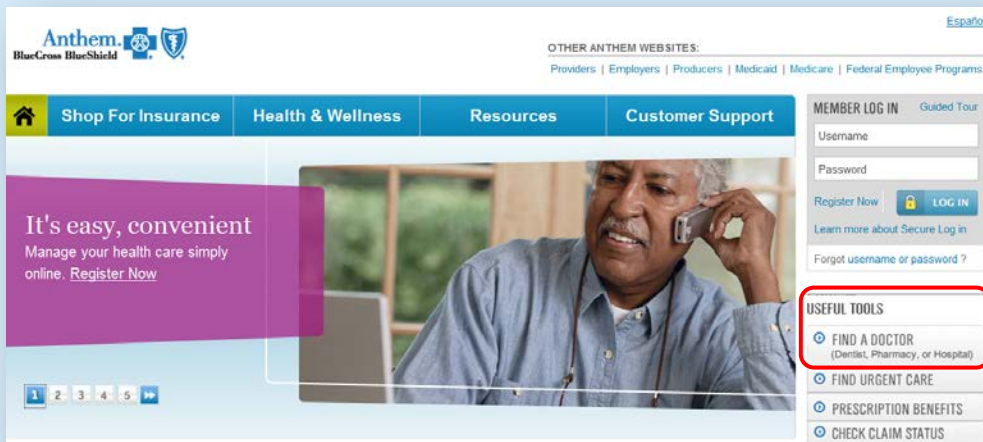 Españo
Anthem.
BlueCross BlueShield
OTHER ANTHEM WEBSITES:
Providers | Employers | Producers | Medicaid | Medicare | Federal Employee Programs
Shop For Insurance
Health & Wellness
Resources
Customer Support
MEMBER LOG IN
Guided Tour
Username
Password
Register Now
LOG IN
Learn more about Secure Log in
Forgot username or password ?
It's easy, convenient
Manage your health care simply
online. Register Now
1 2 3 4 5
USEFUL TOOLS
FIND A DOCTOR
(Dentist, Pharmacy, or Hospital)
FIND URGENT CARE
PRESCRIPTION BENEFITS
CHECK CLAIM STATUS